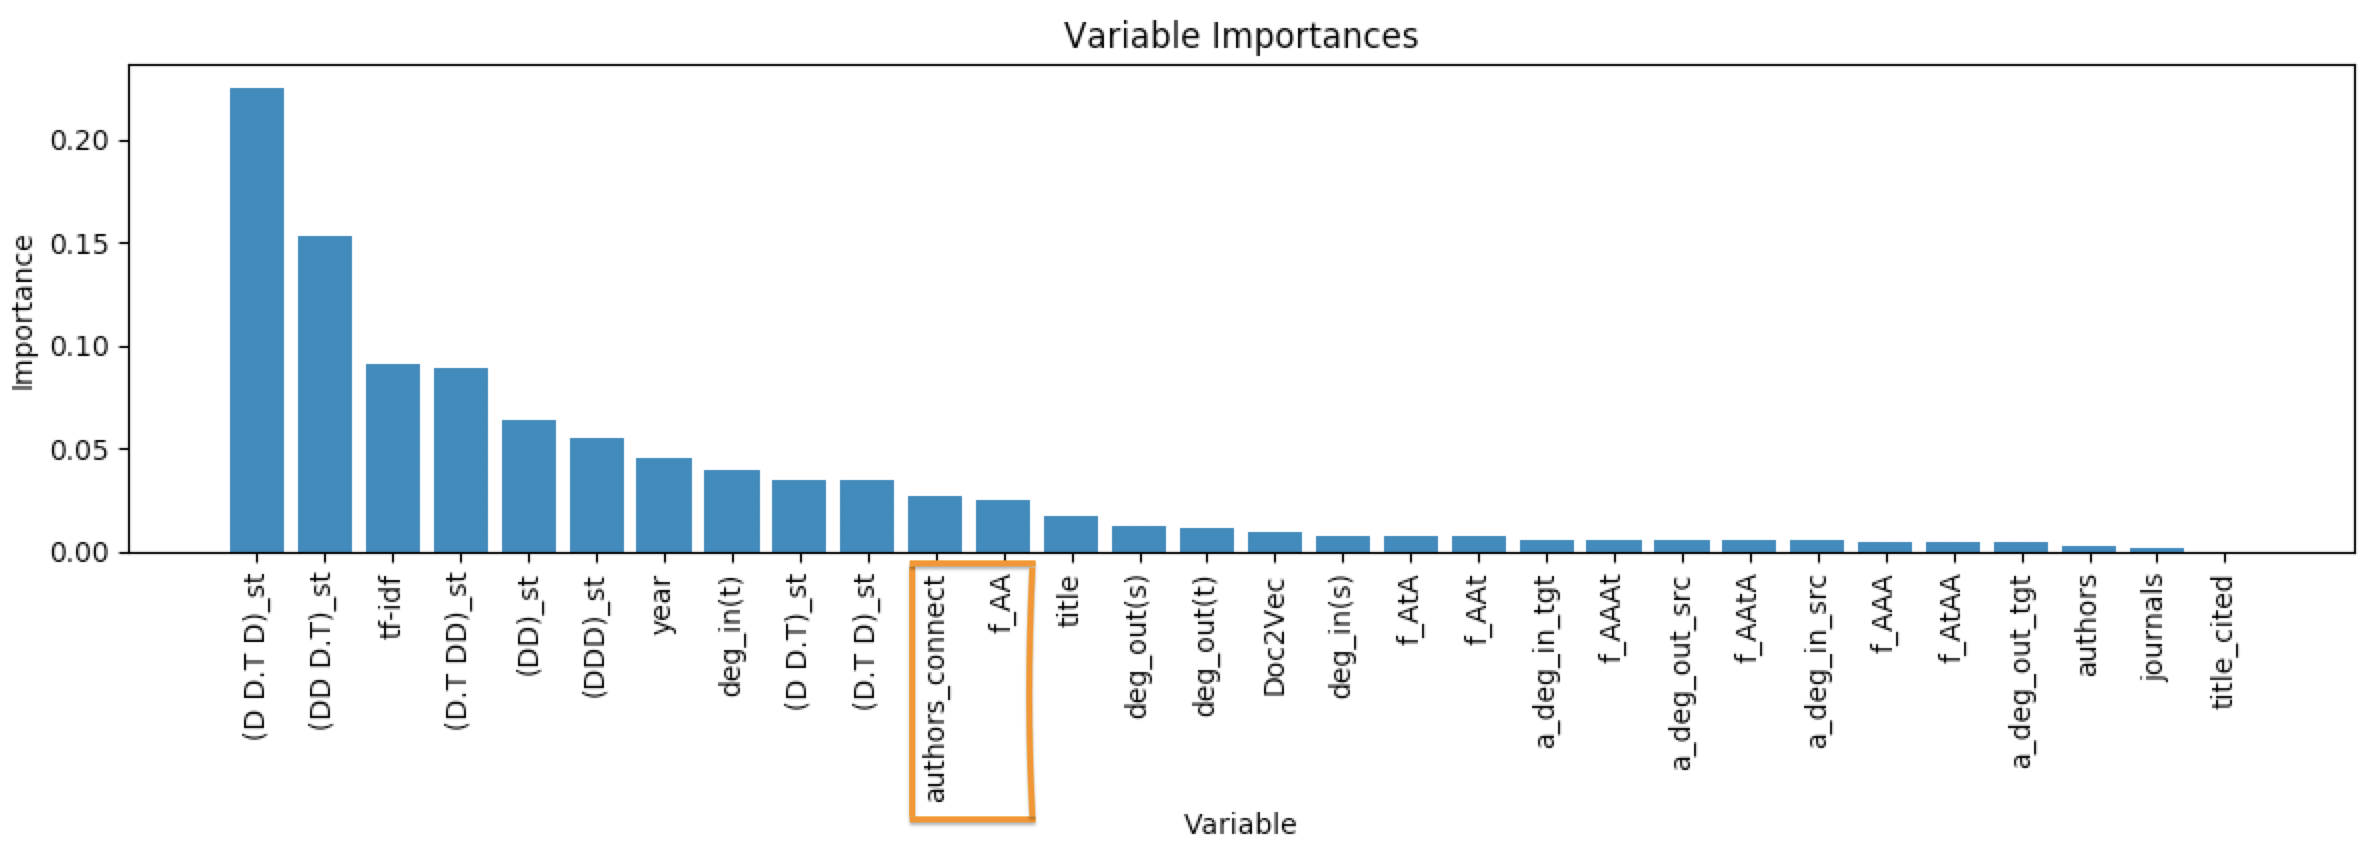 Variable Importances
Importance
0.20
0.15
0.10
0.05
0.00
(D D.T D)_st
(DD D.T)_st
tf-idf
(D.T DD)_st
(DD)_st
(DDD)_st
year
deg_in(t)
(D D.T)_st
(D.T D)_st
authors_connect
f_AA
title
deg_out(s)
deg_out(t)
Doc2Vec
deg_in(s)
f_AtA
f_AAt
a_deg_in_tgt
f_AAAt
a_deg_out_src
f_AAtA
a_deg_in_src
f_AAA
f_AtAA
a_deg_out_tgt
authors
journals
title_cited
Variable